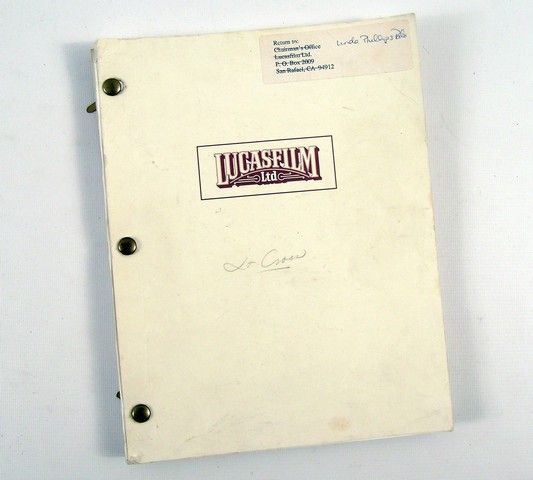 Return to:
Chairman's Office
Lucasfilm Ltd.
P. O. Box 2009
San Rafael, CA 94912
Linda Phillips
LUCASFILM
Ltd